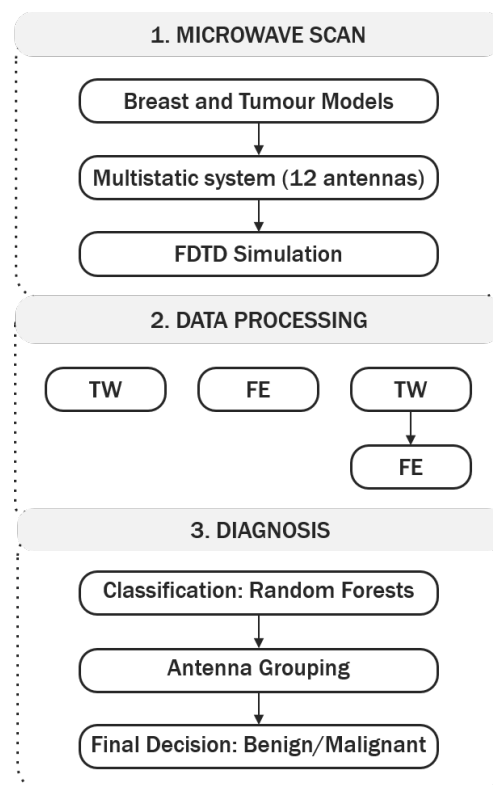 1. MICROWAVE SCAN
Breast and Tumour Models
Multistatic system (12 antennas)
FDTD Simulation
2. DATA PROCESSING
TW
FE
TW
FE
3. DIAGNOSIS
Classification: Random Forests
Antenna Grouping
Final Decision: Benign/Malignant